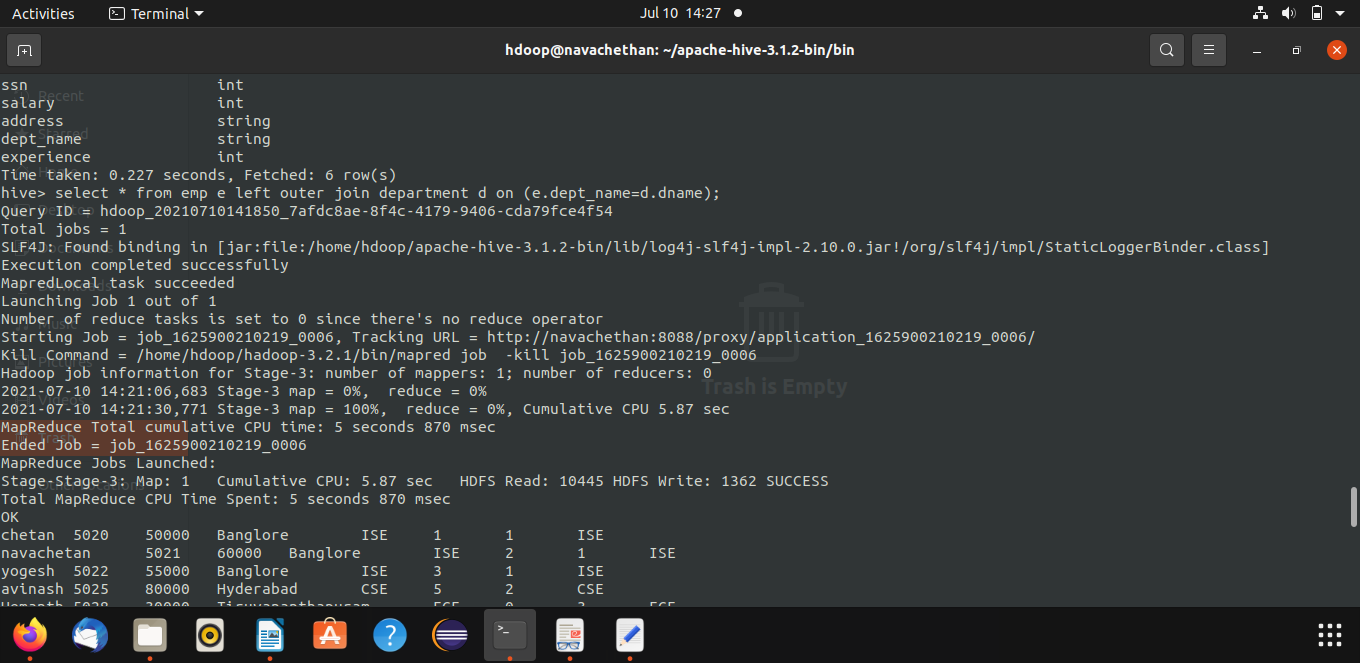 Activities
Terminal
Jul 10 14:27
hdoop@navachethan: ~/apache-hive-3.1.2-bin/bin
ssn int
salary int
address string
dept_name string
experience int
Time taken: 0.227 seconds, Fetched: 6 row(s)
hive> select * from emp e left outer join department d on (e.dept_name=d.dname);
Query ID = hdoop_20210710141850_7afdc8ae-8f4c-4179-9406-cda79fce4f54
Total jobs = 1
SLF4J: Found binding in [jar:file:/home/hdoop/apache-hive-3.1.2-bin/lib/log4j-slf4j-impl-2.10.0.jar!/org/slf4j/impl/StaticLoggerBinder.class]
Execution completed successfully
MapredLocal task succeeded
Launching Job 1 out of 1
Number of reduce tasks is set to 0 since there's no reduce operator
Starting Job = job_1625900210219_0006, Tracking URL = http://navachethan:8088/proxy/application_1625900210219_0006/
Kill Command = /home/hdoop/hadoop-3.2.1/bin/mapred job  -kill job_1625900210219_0006
Hadoop job information for Stage-3: number of mappers: 1; number of reducers: 0
2021-07-10 14:21:06,683 Stage-3 map = 0%,  reduce = 0%
2021-07-10 14:21:30,771 Stage-3 map = 100%,  reduce = 0%, Cumulative CPU 5.87 sec
MapReduce Total cumulative CPU time: 5 seconds 870 msec
Ended Job = job_1625900210219_0006
MapReduce Jobs Launched:
Stage-Stage-3: Map: 1   Cumulative CPU: 5.87 sec   HDFS Read: 10445 HDFS Write: 1362 SUCCESS
Total MapReduce CPU Time Spent: 5 seconds 870 msec
OK
chetan 5020 50000 Banglore ISE 1 1 ISE
navachetan 5021 60000 Banglore ISE 2 1 ISE
yogesh 5022 55000 Banglore ISE 3 1 ISE
avinash 5025 80000 Hyderabad CSE 5 2 CSE
Recent
Starred
Videos
Trash
Trash is Empty